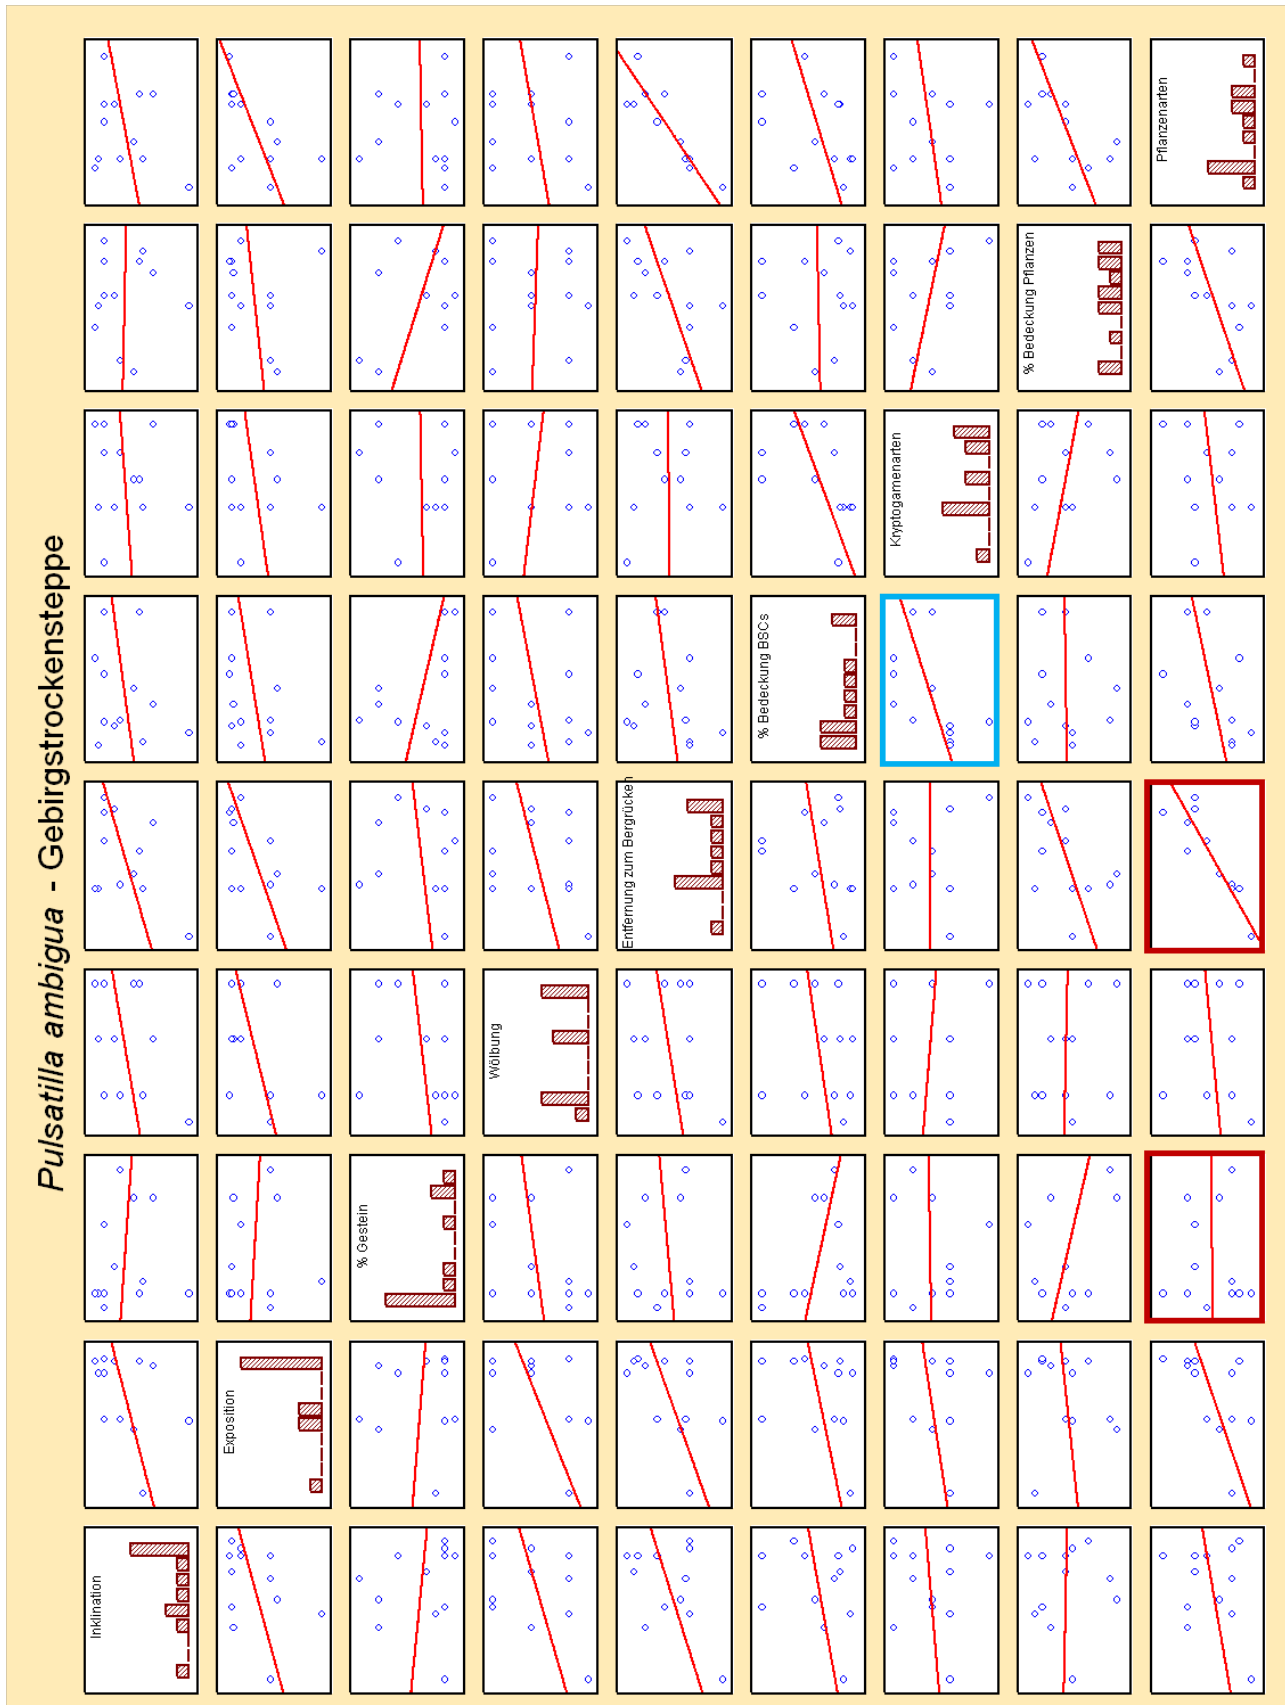 Pulsatilla ambigua - Gebirgstrockensteppe
Inklination
Exposition
% Gestein
Wölbung
Entfernung zum Bergrücken
% Bedeckung BSCs
Kryptogamenarten
% Bedeckung Pflanzen
Pflanzenarten